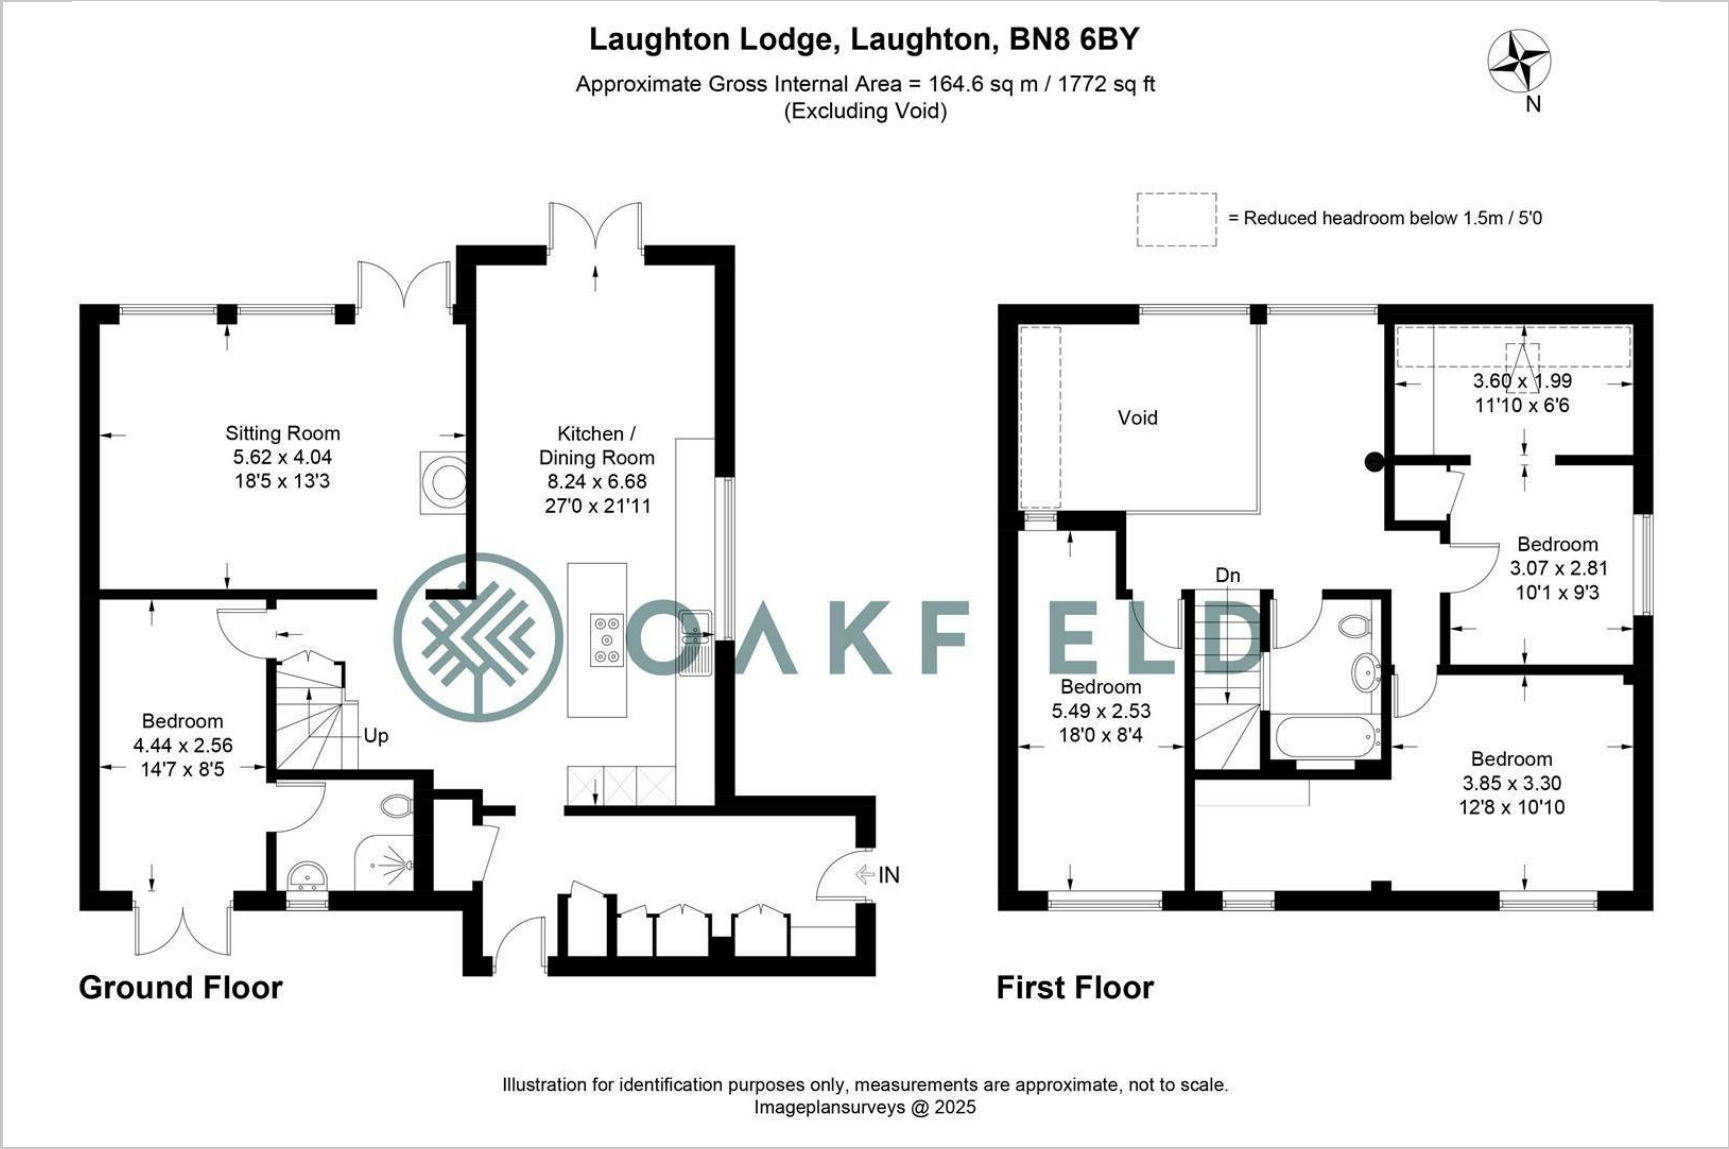 Laughton Lodge, Laughton, BN8 6BY
Approximate Gross Internal Area = 164.6 sq m / 1772 sq ft
(Excluding Void)
N
= Reduced headroom below 1.5m / 5'0
Sitting Room
5.62 x 4.04
18'5 x 13'3
Kitchen /
Dining Room
8.24 x 6.68
27'0 x 21'11
Bedroom
4.44 x 2.56
14'7 x 8'5
Up
IN
Ground Floor
Void
3.60 x 1.99
11'10 x 6'6
Bedroom
3.07 x 2.81
10'1 x 9'3
Dn
Bedroom
5.49 x 2.53
18'0 x 8'4
Bedroom
3.85 x 3.30
12'8 x 10'10
First Floor
OAKFIELD
Illustration for identification purposes only, measurements are approximate, not to scale.
Imageplansurveys @ 2025